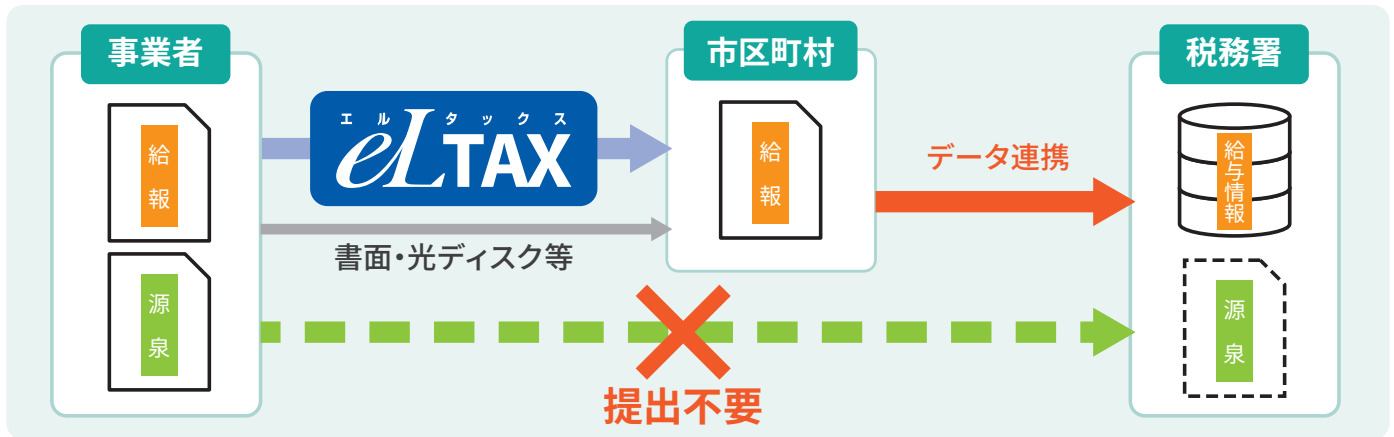 事業者
市区町村
税務署
給報
エルタックス
eLTAX
給報
データ連携
給与情報
書面・光ディスク等
源泉
源泉
提出不要